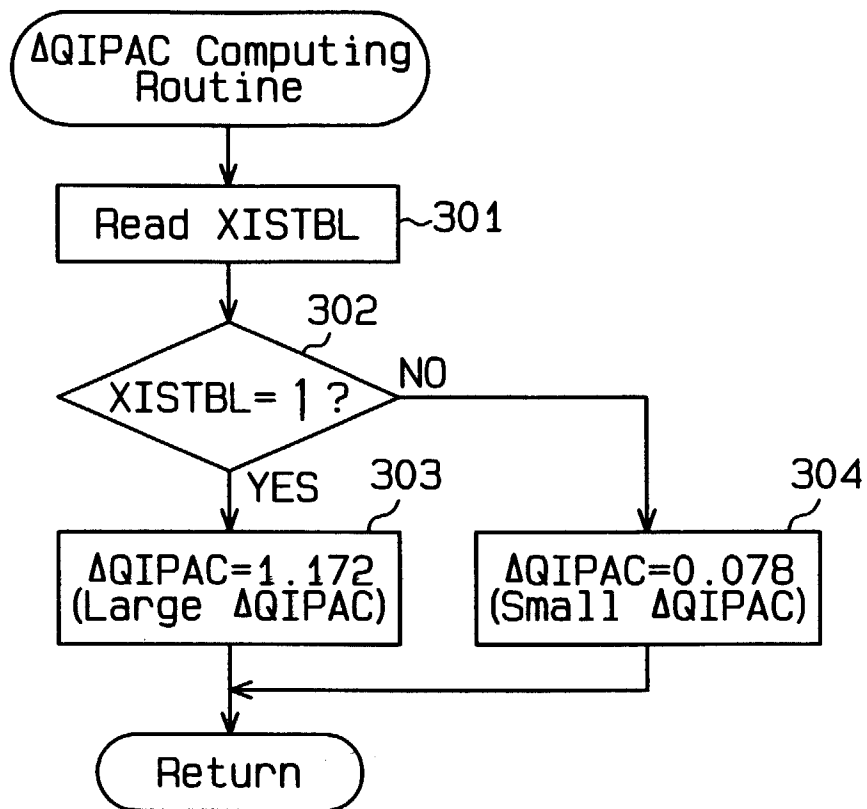 ΔQIPAC Computing
Routine
Read XISTBL
301
302
XISTBL= 1 ?
NO
YES
303
304
ΔQIPAC=1.172
(Large ΔQIPAC)
ΔQIPAC=0.078
(Small ΔQIPAC)
Return